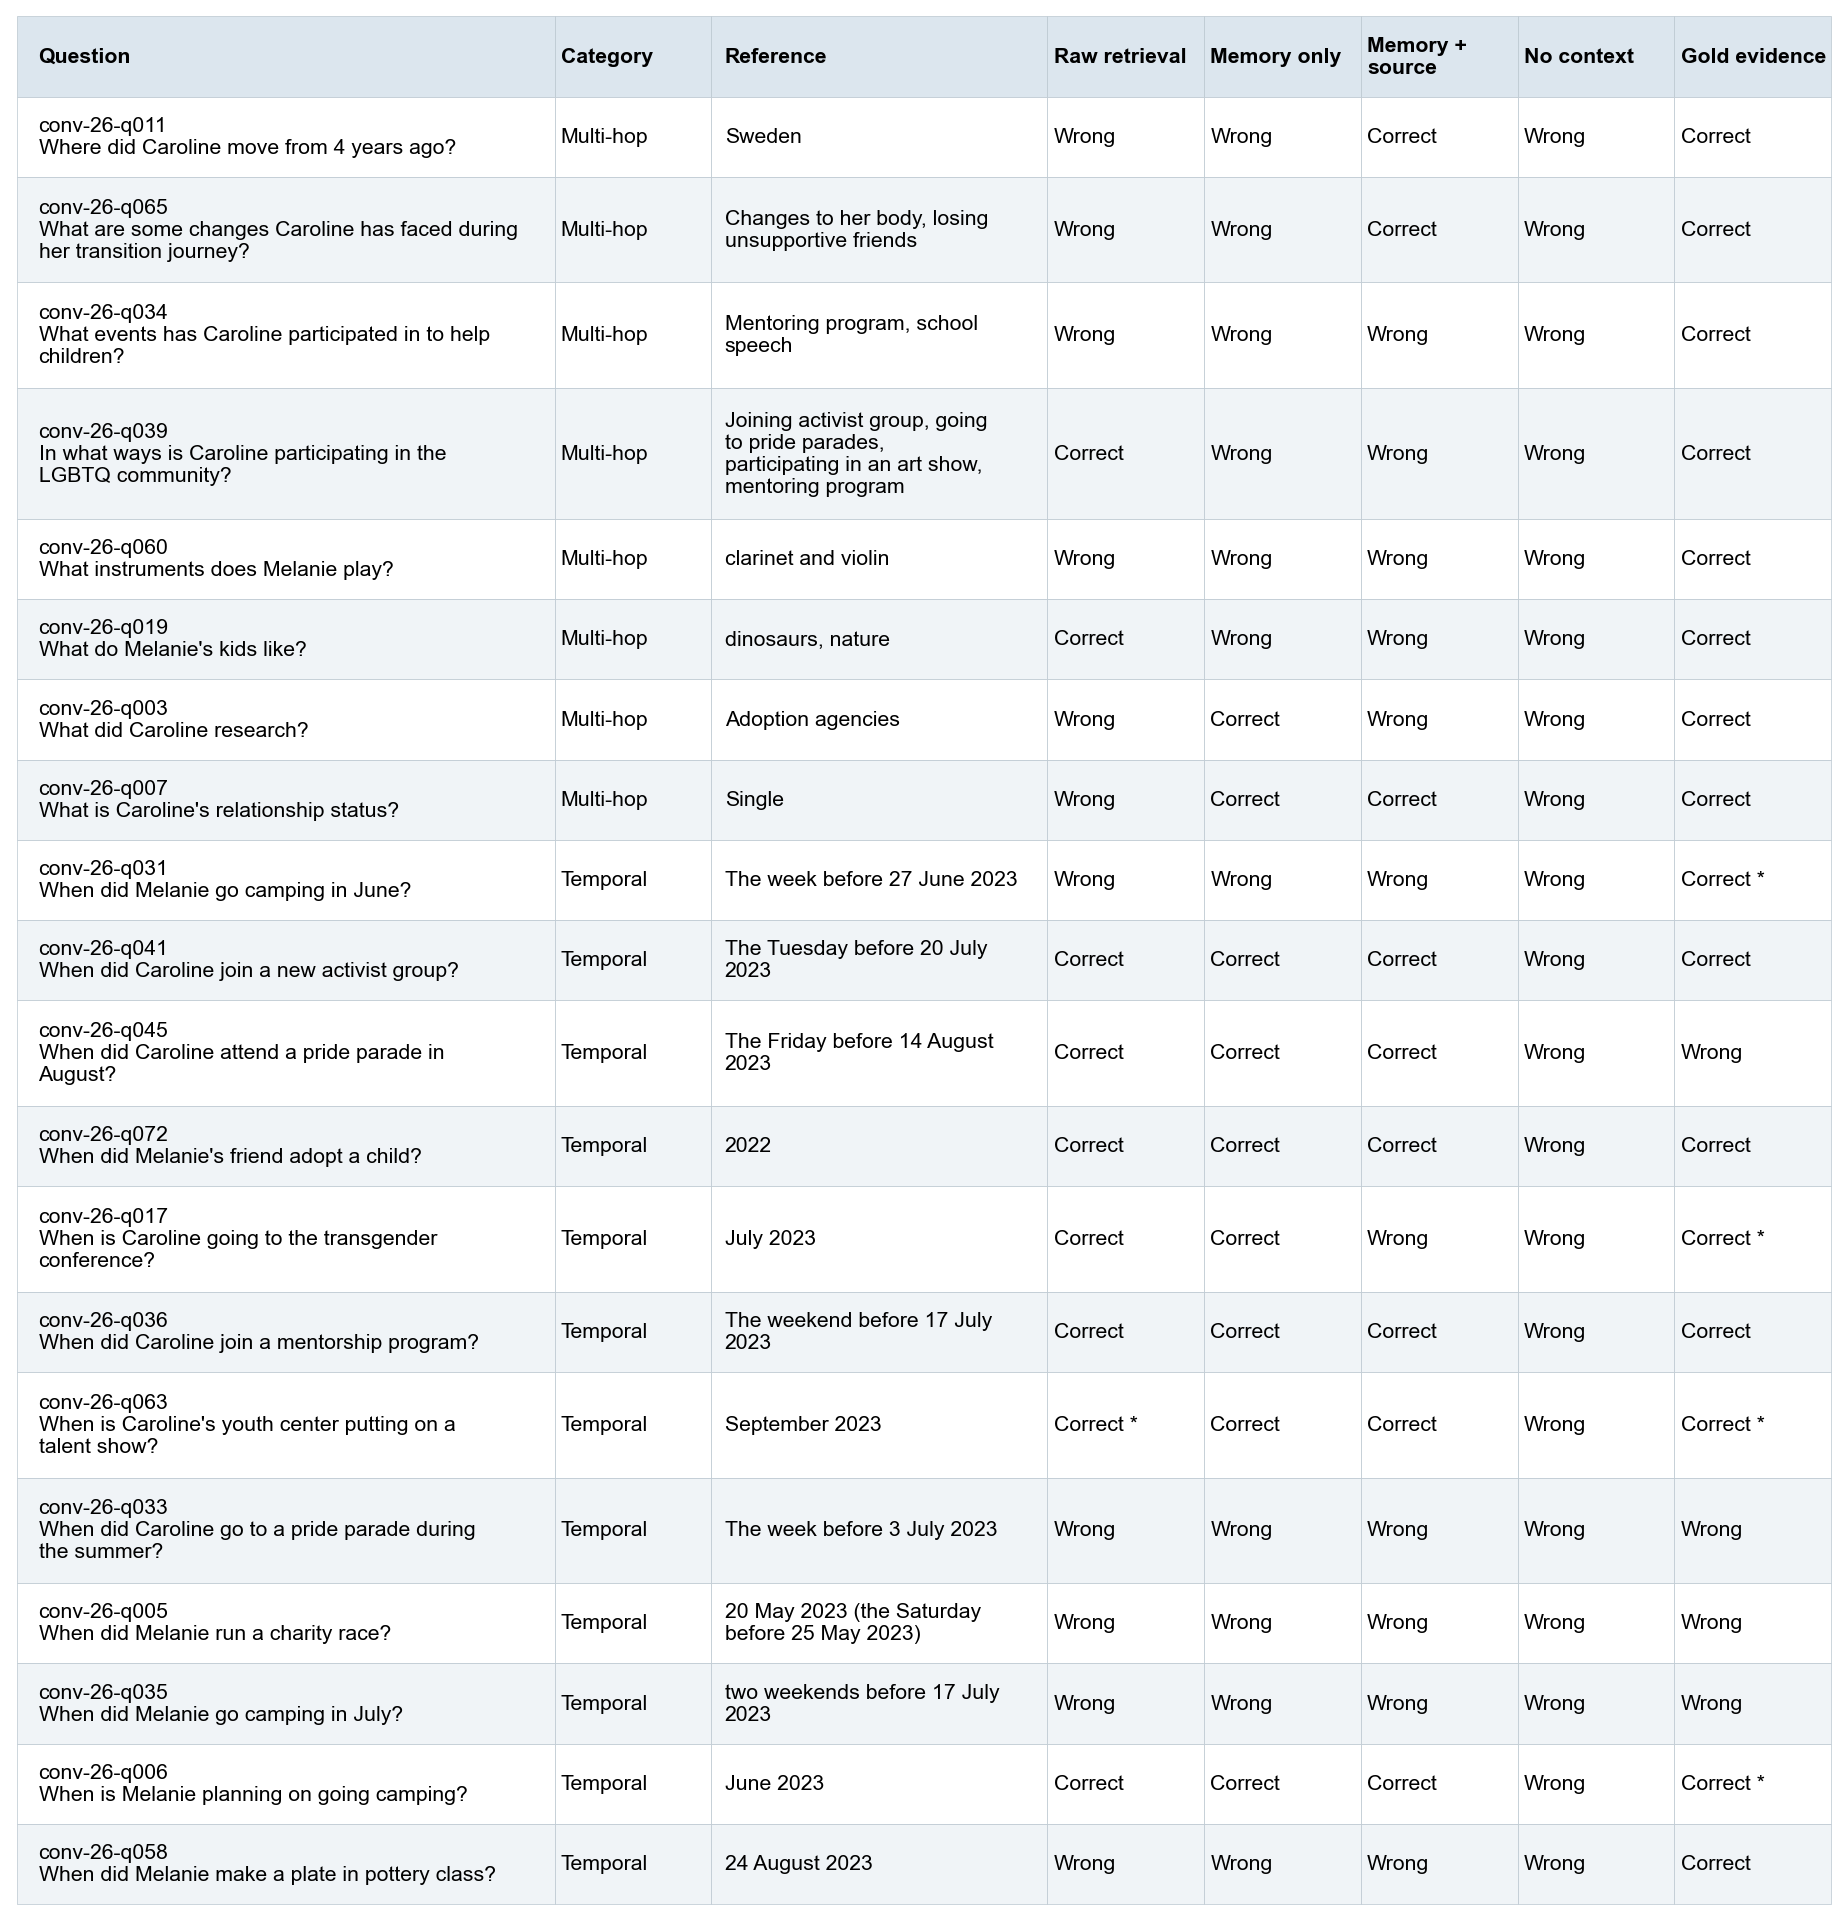 Question
Category
Reference
Raw retrieval
Memory only
Memory +
source
No context
Gold evidence
conv-26-q011
Where did Caroline move from 4 years ago?
Multi-hop
Sweden
Wrong
Wrong
Correct
Wrong
Correct
conv-26-q065
What are some changes Caroline has faced during
her transition journey?
Multi-hop
Changes to her body, losing
unsupportive friends
Wrong
Wrong
Correct
Wrong
Correct
conv-26-q034
What events has Caroline participated in to help
children?
Multi-hop
Mentoring program, school
speech
Wrong
Wrong
Wrong
Wrong
Correct
conv-26-q039
In what ways is Caroline participating in the
LGBTQ community?
Multi-hop
Joining activist group, going
to pride parades,
participating in an art show,
mentoring program
Correct
Wrong
Wrong
Wrong
Correct
conv-26-q060
What instruments does Melanie play?
Multi-hop
clarinet and violin
Wrong
Wrong
Wrong
Wrong
Correct
conv-26-q019
What do Melanie's kids like?
Multi-hop
dinosaurs, nature
Correct
Wrong
Wrong
Wrong
Correct
conv-26-q003
What did Caroline research?
Multi-hop
Adoption agencies
Wrong
Correct
Wrong
Wrong
Correct
conv-26-q007
What is Caroline's relationship status?
Multi-hop
Single
Wrong
Correct
Correct
Wrong
Correct
conv-26-q031
When did Melanie go camping in June?
Temporal
The week before 27 June 2023
Wrong
Wrong
Wrong
Wrong
Correct *
conv-26-q041
When did Caroline join a new activist group?
Temporal
The Tuesday before 20 July
2023
Correct
Correct
Correct
Wrong
Correct
conv-26-q045
When did Caroline attend a pride parade in
August?
Temporal
The Friday before 14 August
2023
Correct
Correct
Correct
Wrong
Wrong
conv-26-q072
When did Melanie's friend adopt a child?
Temporal
2022
Correct
Correct
Correct
Wrong
Correct
conv-26-q017
When is Caroline going to the transgender
conference?
Temporal
July 2023
Correct
Correct
Wrong
Wrong
Correct *
conv-26-q036
When did Caroline join a mentorship program?
Temporal
The weekend before 17 July
2023
Correct
Correct
Correct
Wrong
Correct
conv-26-q063
When is Caroline's youth center putting on a
talent show?
Temporal
September 2023
Correct *
Correct
Correct
Wrong
Correct *
conv-26-q033
When did Caroline go to a pride parade during
the summer?
Temporal
The week before 3 July 2023
Wrong
Wrong
Wrong
Wrong
Wrong
conv-26-q005
When did Melanie run a charity race?
Temporal
20 May 2023 (the Saturday
before 25 May 2023)
Wrong
Wrong
Wrong
Wrong
Wrong
conv-26-q035
When did Melanie go camping in July?
Temporal
two weekends before 17 July
2023
Wrong
Wrong
Wrong
Wrong
Wrong
conv-26-q006
When is Melanie planning on going camping?
Temporal
June 2023
Correct
Correct
Correct
Wrong
Correct *
conv-26-q058
When did Melanie make a plate in pottery class?
Temporal
24 August 2023
Wrong
Wrong
Wrong
Wrong
Correct